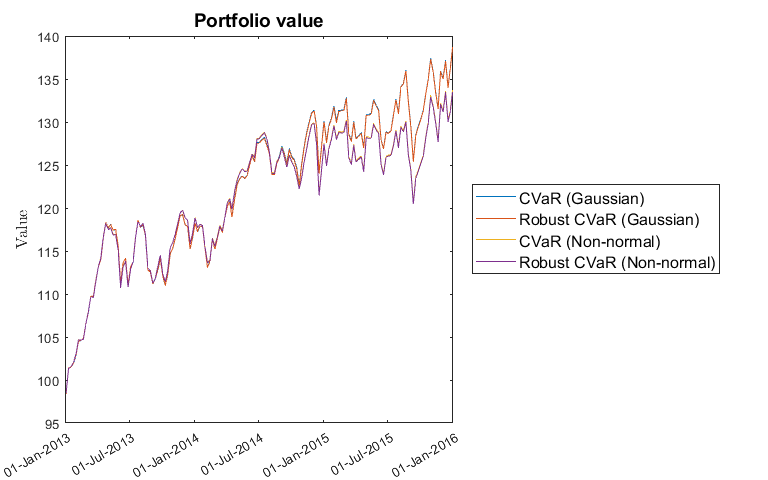 Portfolio value
140
135
130
125
120
115
110
105
100
95
Value
01-Jan-2013
01-Jul-2013
01-Jan-2014
01-Jul-2014
01-Jan-2015
01-Jul-2015
01-Jan-2016
CVaR (Gaussian)
Robust CVaR (Gaussian)
CVaR (Non-normal)
Robust CVaR (Non-normal)